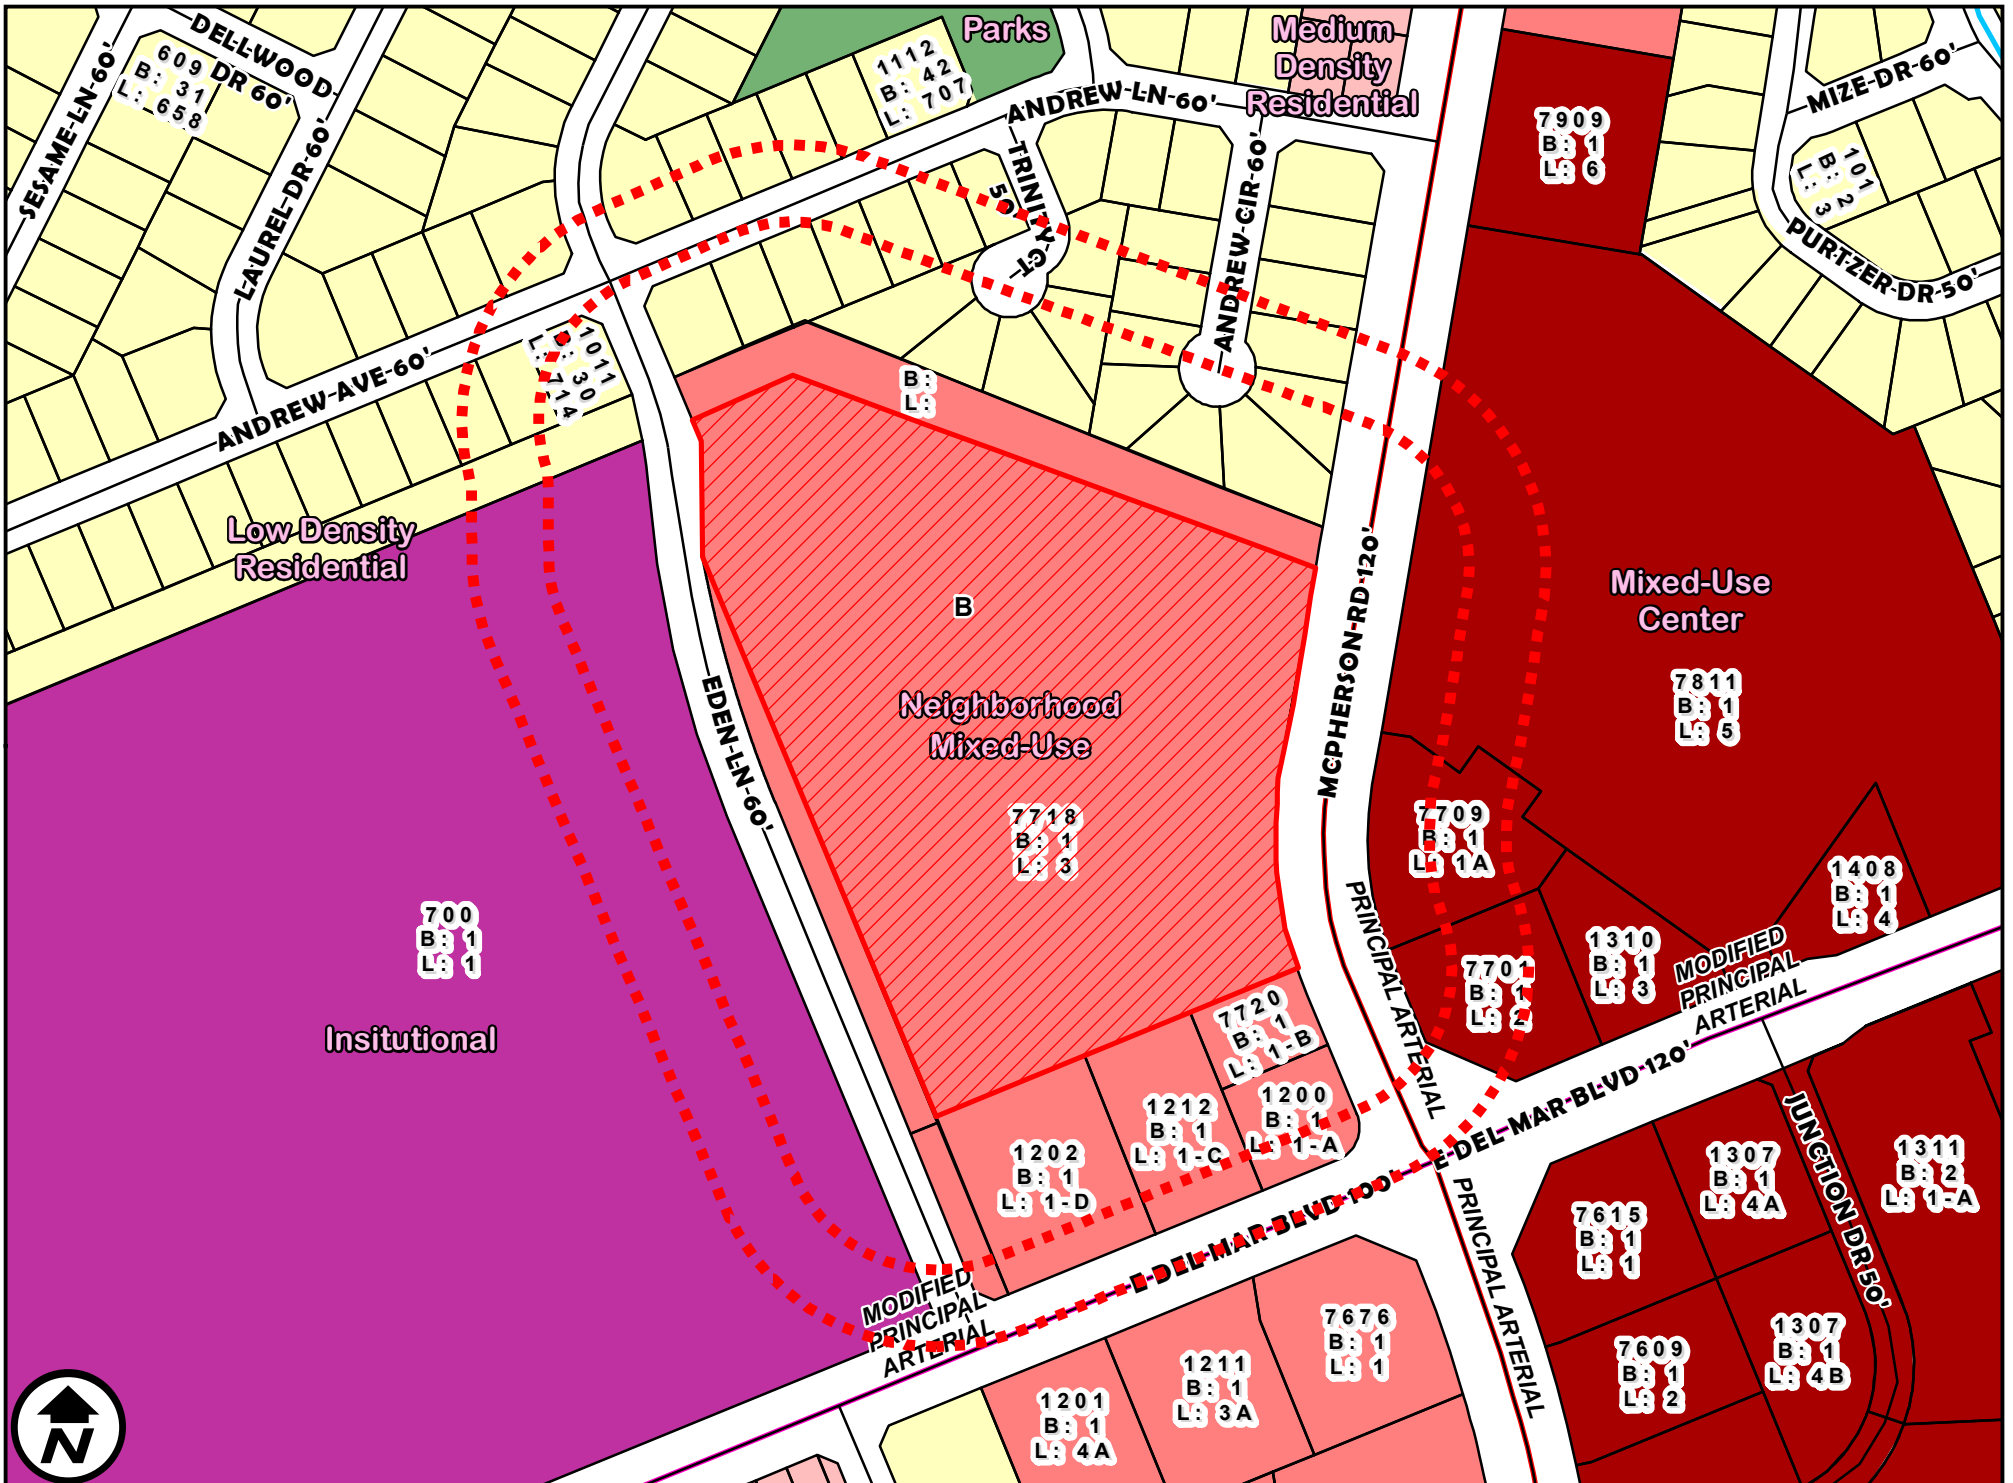 Parks
Medium
Density
Residential
DELLWOOD
DR 60'
609
B: 31
L: 658
SESAME-LN-60'
LAUREL-DR-60'
1112
B: 42
L: 707
ANDREW-LN-60'
TRINITY-CT-
50'
ANDREW-CIR-60'
7909
B: 1
L: 6
MIZE-DR-60'
101
B: 2
L: 3
PURTZER-DR-50'
ANDREW-AVE-60'
1011
B: 30
L: 714
B:
L:
Low Density
Residential
B
MCPHERSON-RD-120'
Mixed-Use
Center
7811
B: 1
L: 5
Neighborhood
Mixed-Use
7718
B: 1
L: 3
EDEN-LN-60'
7709
B: 1
L: 1A
1408
B: 1
L: 4
700
B: 1
L: 1
Insitutional
PRINCIPAL ARTERIAL
7701
B: 1
L: 2
1310
B: 1
L: 3
MODIFIED
PRINCIPAL
ARTERIAL
7720
B: 1
L: 1-B
1200
B: 1
L: 1-A
1212
B: 1
L: 1-C
1202
B: 1
L: 1-D
E DEL-MAR-BLVD-120'
E DEL-MAR-BLVD-100'
JUNCTION-DR-50'
1307
B: 1
L: 4A
1311
B: 2
L: 1-A
7615
B: 1
L: 1
PRINCIPAL ARTERIAL
MODIFIED
PRINCIPAL
ARTERIAL
7676
B: 1
L: 1
1307
B: 1
L: 4B
7609
B: 1
L: 2
1211
B: 1
L: 3A
1201
B: 1
L: 4A
N